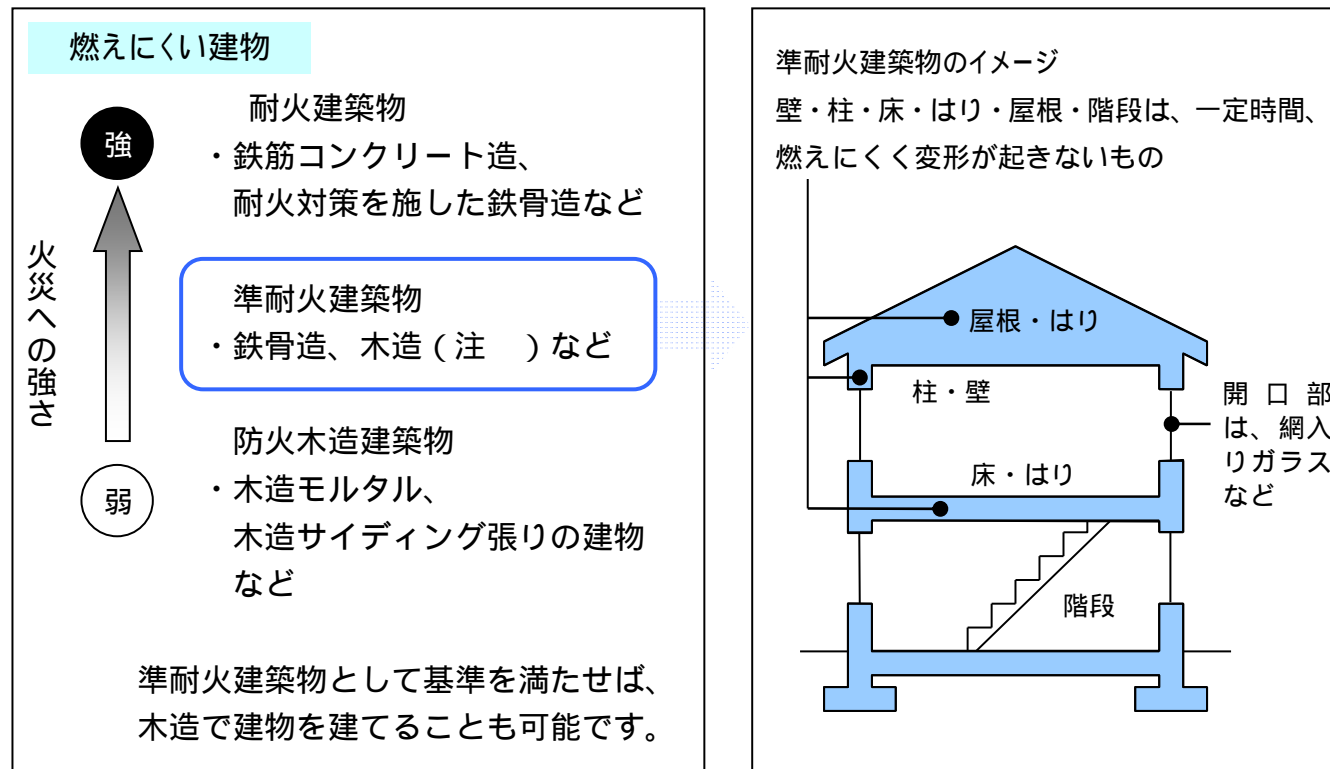 燃えにくい建物
強
火災への強さ
弱
耐火建築物
・鉄筋コンクリート造、
耐火対策を施した鉄骨造など
準耐火建築物
・鉄骨造、木造(注　)など
防火木造建築物
・木造モルタル、
木造サイディング張りの建物
など
準耐火建築物として基準を満たせば、
木造で建物を建てることも可能です。
準耐火建築物のイメージ
壁・柱・床・はり・屋根・階段は、一定時間、
燃えにくく変形が起きないもの
屋根・はり
柱・壁
開口部
は、網入
りガラス
など
床・はり
階段